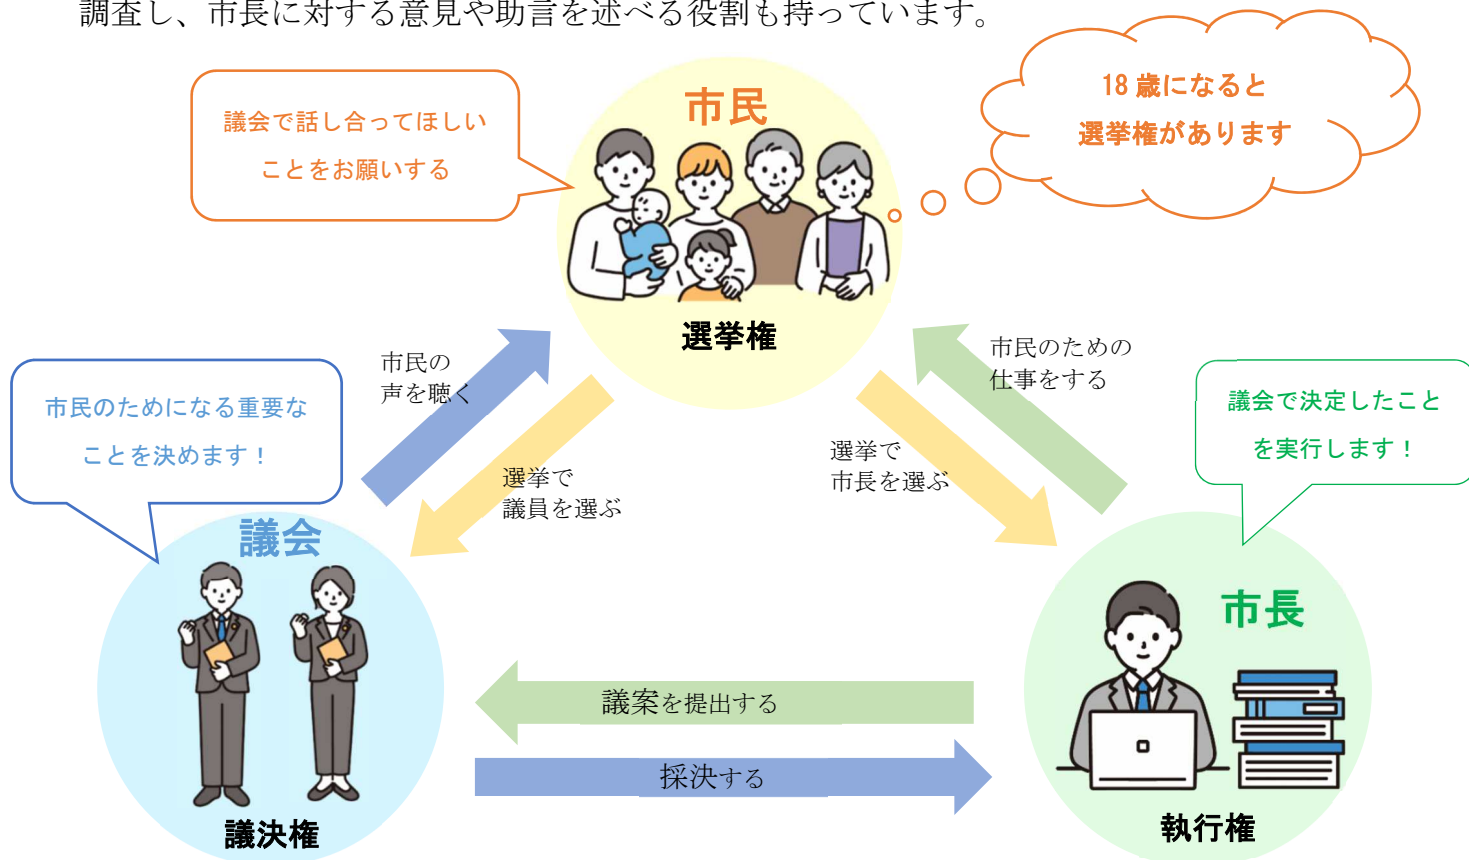 調査し、市長に対する意見や助言を述べる役割も持っています。
市民
議会で話し合ってほしい
ことをお願いする
18 歳になると
選挙権があります
選挙権
市民の
声を聴く
市民のための
仕事をする
市民のためになる重要な
ことを決めます！
議会で決定したこと
を実行します！
選挙で
議員を選ぶ
選挙で
市長を選ぶ
議会
市長
議案を提出する
採決する
議決権
執行権